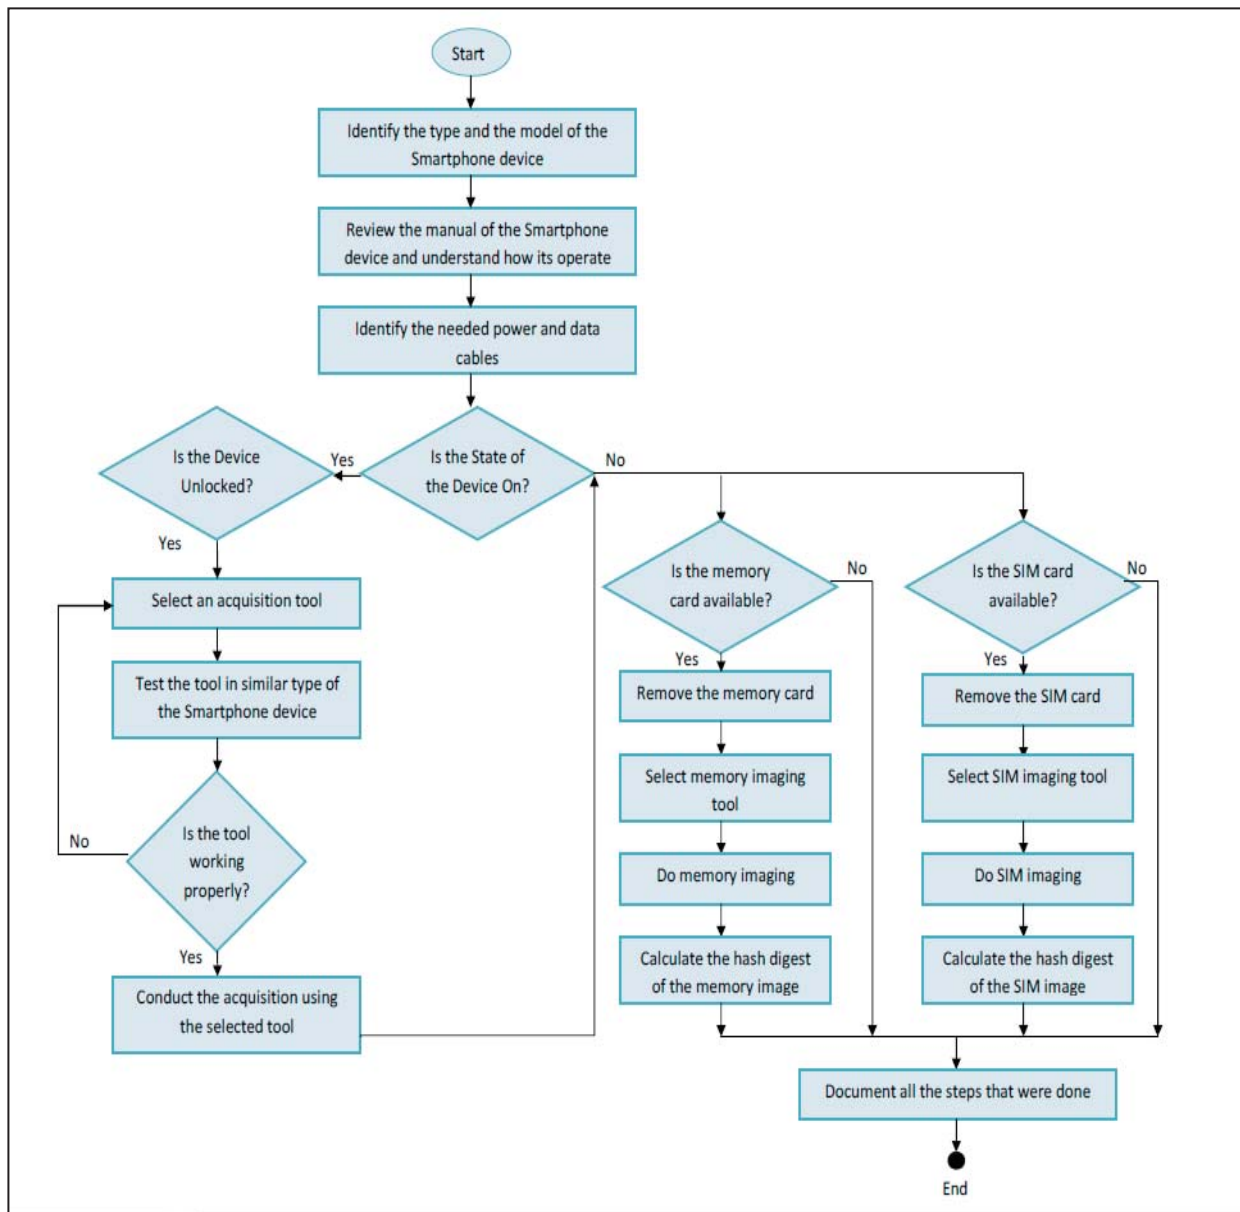 Start
Identify the type and the model of the
Smartphone device
Review the manual of the Smartphone
device and understand how its operate
Identify the needed power and data
cables
Is the Device
Unlocked?
Yes
Is the State of
the Device On?
No
Yes
Select an acquisition tool
Test the tool in similar type of
the Smartphone device
No
Is the tool
working
properly?
Yes
Conduct the acquisition using
the selected tool
Is the memory
card available?
No
Yes
Remove the memory card
Select memory imaging
tool
Do memory imaging
Calculate the hash digest
of the memory image
Is the SIM card
available?
No
Yes
Remove the SIM card
Select SIM imaging tool
Do SIM imaging
Calculate the hash digest
of the SIM image
Document all the steps that were done
End